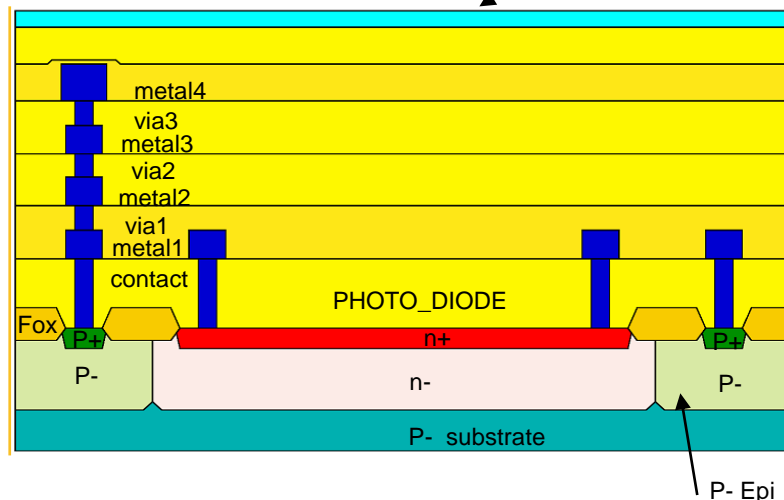 metal4
via3
metal3
via2
metal2
via1
metal1
contact
PHOTO_DIODE
Fox
P+
n+
P+
P-
n-
P-
P- substrate
P- Epi